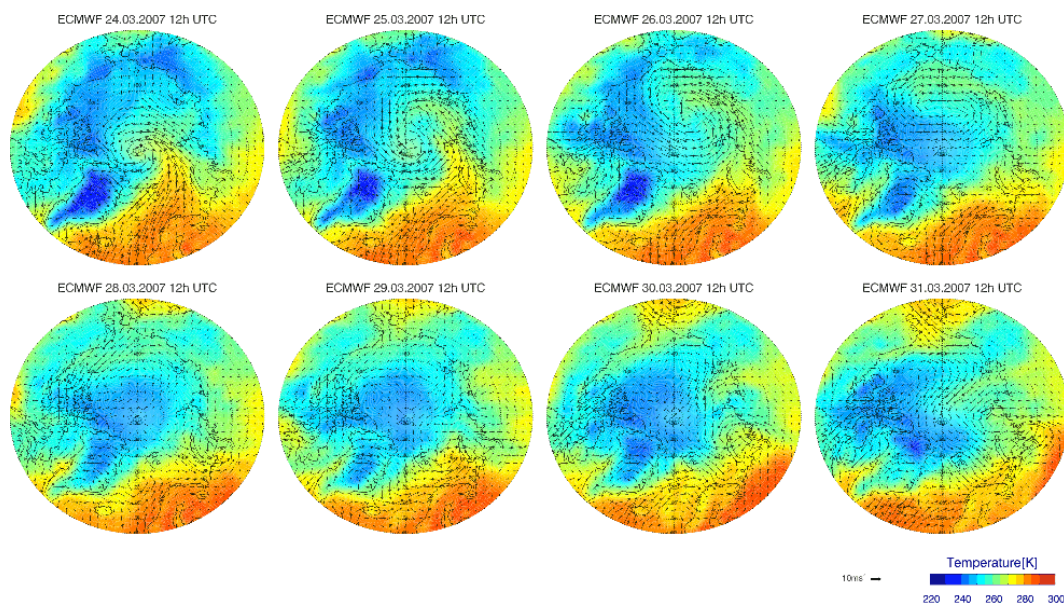 ECMWF 24.03.2007 12h UTC
ECMWF 25.03.2007 12h UTC
ECMWF 26.03.2007 12h UTC
ECMWF 27.03.2007 12h UTC
ECMWF 28.03.2007 12h UTC
ECMWF 29.03.2007 12h UTC
ECMWF 30.03.2007 12h UTC
ECMWF 31.03.2007 12h UTC
Temperature[K]
10ms⁻¹
220 240 260 280 300